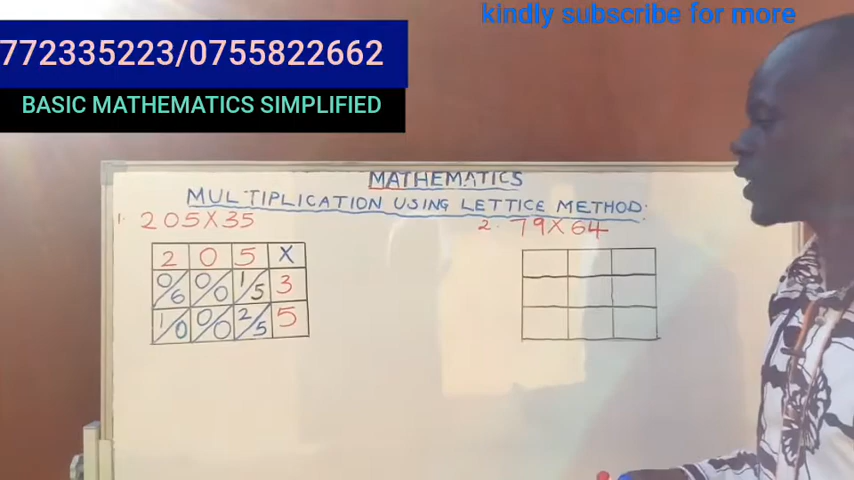 kindly subscribe for more
772335223/0755822662
BASIC MATHEMATICS SIMPLIFIED
MATHEMATICS
MULTIPLICATION USING LETTICE METHOD:
1. 205X35
2. 79X64
2 0 5 X
0/6 0/0 1/5 3
1/0 0/0 2/5 5